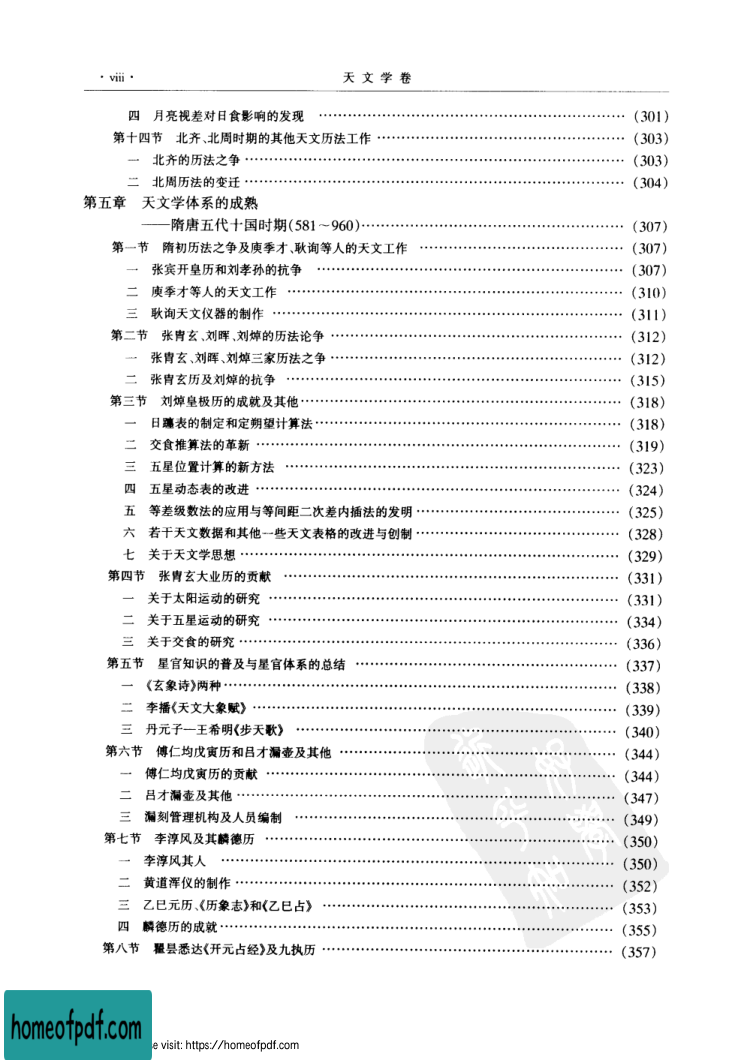 · viii · 天文学卷
四 月亮视差对日食影响的发现 ……(301)
第十四节 北齐、北周时期的其他天文历法工作 ……(303)
一 北齐的历法之争 ……(303)
二 北周历法的变迁 ……(304)
第五章 天文学体系的成熟
——隋唐五代十国时期(581～960) ……(307)
第一节 隋初历法之争及庾季才、耿询等人的天文工作 ……(307)
一 张宾开皇历和刘孝孙的抗争 ……(307)
二 庾季才等人的天文工作 ……(310)
三 耿询天文仪器的制作 ……(311)
第二节 张胄玄、刘晖、刘焯的历法论争 ……(312)
一 张胄玄、刘晖、刘焯三家历法之争 ……(312)
二 张胄玄历及刘焯的抗争 ……(315)
第三节 刘焯皇极历的成就及其他 ……(318)
一 日躔表的制定和定朔望计算法 ……(318)
二 交食推算法的革新 ……(319)
三 五星位置计算的新方法 ……(323)
四 五星动态表的改进 ……(324)
五 等差级数法的应用与等间距二次差内插法的发明 ……(325)
六 若干天文数据和其他一些天文表格的改进与创制 ……(328)
七 关于天文学思想 ……(329)
第四节 张胄玄大业历的贡献 ……(331)
一 关于太阳运动的研究 ……(331)
二 关于五星运动的研究 ……(334)
三 关于交食的研究 ……(336)
第五节 星官知识的普及与星官体系的总结 ……(337)
一 《玄象诗》两种 ……(338)
二 李播《天文大象赋》 ……(339)
三 丹元子—王希明《步天歌》 ……(340)
第六节 傅仁均戊寅历和吕才漏壶及其他 ……(344)
一 傅仁均戊寅历的贡献 ……(344)
二 吕才漏壶及其他 ……(347)
三 漏刻管理机构及人员编制 ……(349)
第七节 李淳风及其麟德历 ……(350)
一 李淳风其人 ……(350)
二 黄道浑仪的制作 ……(352)
三 乙巳元历、《历象志》和《乙巳占》 ……(353)
四 麟德历的成就 ……(355)
第八节 瞿昙悉达《开元占经》及九执历 ……(357)
homeofpdf.com
e visit: https://homeofpdf.com